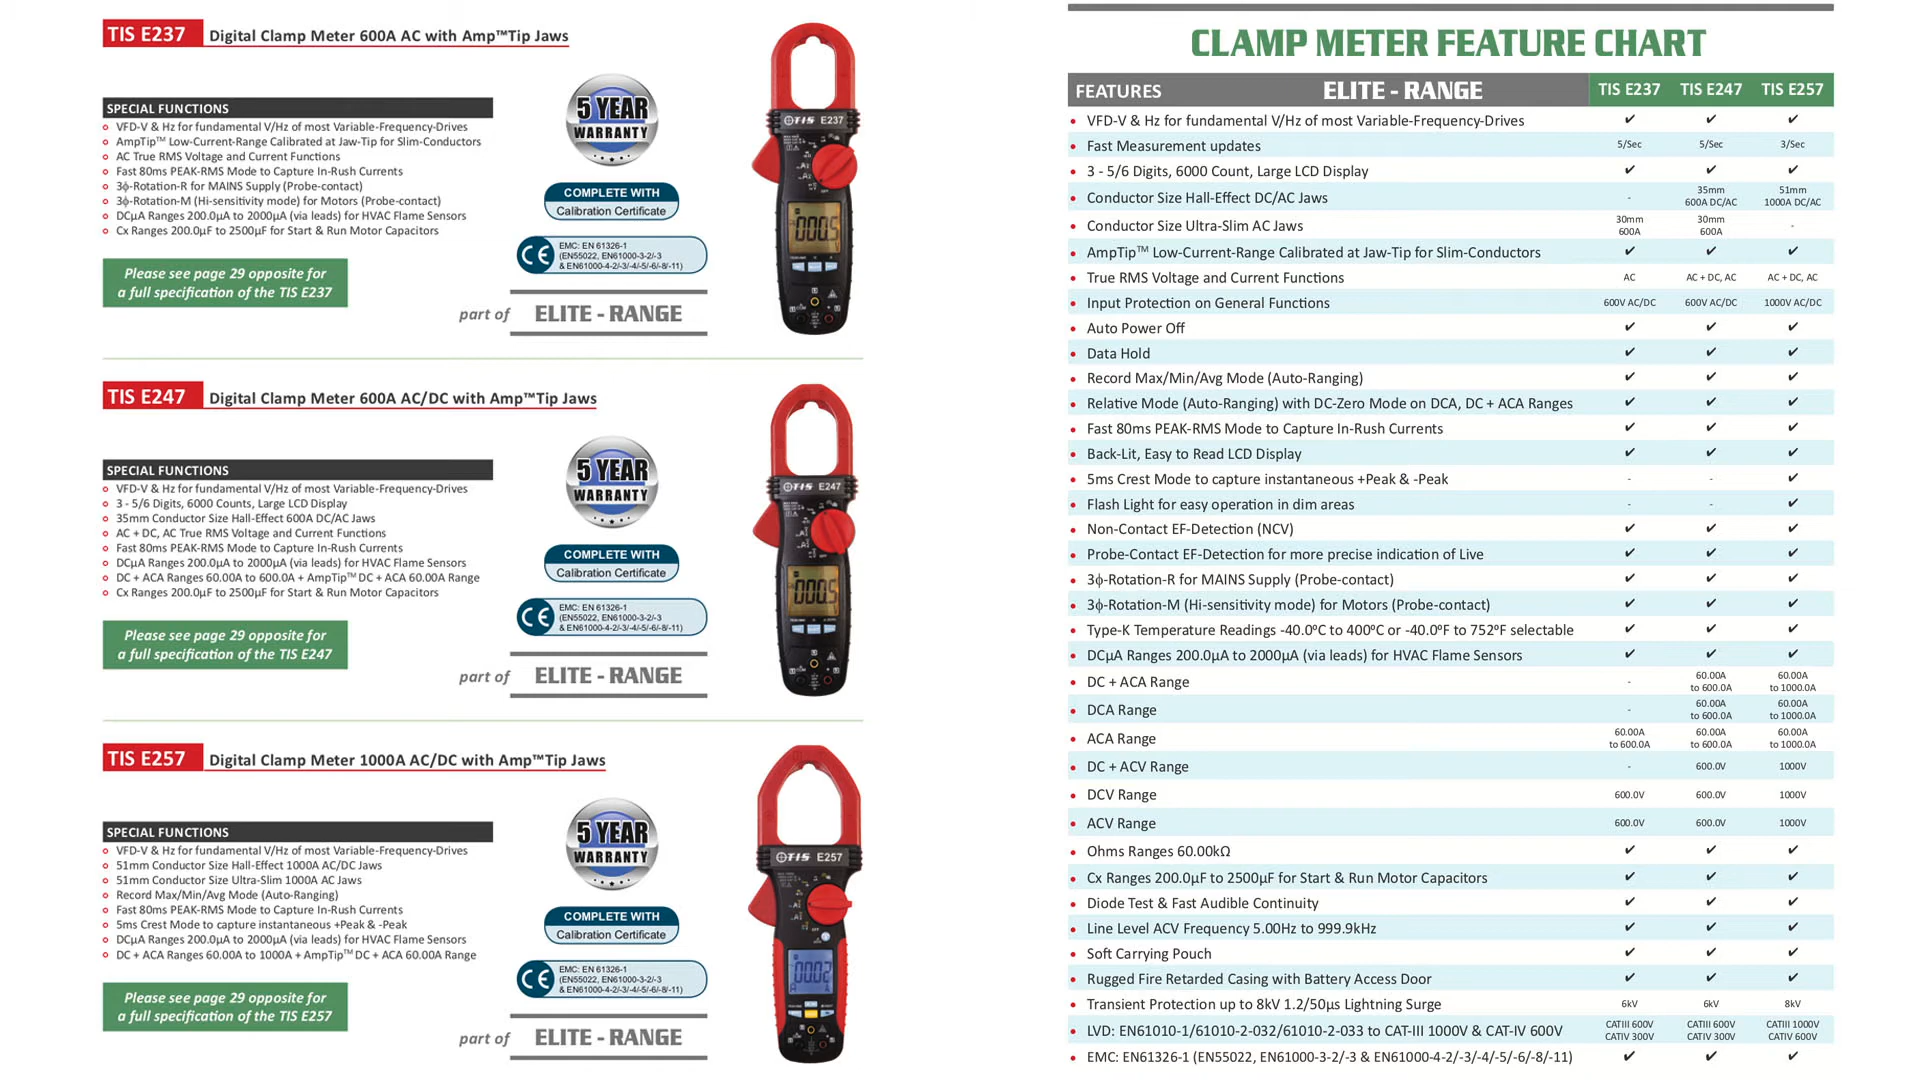 TIS E237 Digital Clamp Meter 600A AC with Amp™Tip Jaws
SPECIAL FUNCTIONS
VFD-V & Hz for fundamental V/Hz of most Variable-Frequency-Drives
AmpTip™ Low-Current-Range Calibrated at Jaw-Tip for Slim-Conductors
AC True RMS Voltage and Current Functions
Fast 80ms PEAK-RMS Mode to Capture In-Rush Currents
3ϕ-Rotation-R for MAINS Supply (Probe-contact)
3ϕ-Rotation-M (Hi-sensitivity mode) for Motors (Probe-contact)
DCµA Ranges 200.0µA to 2000µA (via leads) for HVAC Flame Sensors
Cx Ranges 200.0µF to 2500µF for Start & Run Motor Capacitors
Please see page 29 opposite for
a full specification of the TIS E237
5 YEAR
WARRANTY
COMPLETE WITH
Calibration Certificate
CE
EMC: EN 61326-1
(EN55022, EN61000-3-2/-3
& EN61000-4-2/-3/-4/-5/-6/-8/-11)
part of ELITE - RANGE
TIS E237
000.5
TIS E247 Digital Clamp Meter 600A AC/DC with Amp™Tip Jaws
SPECIAL FUNCTIONS
VFD-V & Hz for fundamental V/Hz of most Variable-Frequency-Drives
3 - 5/6 Digits, 6000 Counts, Large LCD Display
35mm Conductor Size Hall-Effect 600A DC/AC Jaws
AC + DC, AC True RMS Voltage and Current Functions
Fast 80ms PEAK-RMS Mode to Capture In-Rush Currents
DCµA Ranges 200.0µA to 2000µA (via leads) for HVAC Flame Sensors
DC + ACA Ranges 60.00A to 600.0A + AmpTip™ DC + ACA 60.00A Range
Cx Ranges 200.0µF to 2500µF for Start & Run Motor Capacitors
Please see page 29 opposite for
a full specification of the TIS E247
5 YEAR
WARRANTY
COMPLETE WITH
Calibration Certificate
CE
EMC: EN 61326-1
(EN55022, EN61000-3-2/-3
& EN61000-4-2/-3/-4/-5/-6/-8/-11)
part of ELITE - RANGE
TIS E247
000.5
TIS E257 Digital Clamp Meter 1000A AC/DC with Amp™Tip Jaws
SPECIAL FUNCTIONS
VFD-V & Hz for fundamental V/Hz of most Variable-Frequency-Drives
51mm Conductor Size Hall-Effect 1000A AC/DC Jaws
51mm Conductor Size Ultra-Slim 1000A AC Jaws
Record Max/Min/Avg Mode (Auto-Ranging)
Fast 80ms PEAK-RMS Mode to Capture In-Rush Currents
5ms Crest Mode to capture instantaneous +Peak & -Peak
DCµA Ranges 200.0µA to 2000µA (via leads) for HVAC Flame Sensors
DC + ACA Ranges 60.00A to 1000A + AmpTip™ DC + ACA 60.00A Range
Please see page 29 opposite for
a full specification of the TIS E257
5 YEAR
WARRANTY
COMPLETE WITH
Calibration Certificate
CE
EMC: EN 61326-1
(EN55022, EN61000-3-2/-3
& EN61000-4-2/-3/-4/-5/-6/-8/-11)
part of ELITE - RANGE
TIS E257
000.2
CLAMP METER FEATURE CHART
FEATURES ELITE - RANGE TIS E237 TIS E247 TIS E257
VFD-V & Hz for fundamental V/Hz of most Variable-Frequency-Drives ✔ ✔ ✔
Fast Measurement updates 5/Sec 5/Sec 3/Sec
3 - 5/6 Digits, 6000 Count, Large LCD Display ✔ ✔ ✔
Conductor Size Hall-Effect DC/AC Jaws - 35mm 600A DC/AC 51mm 1000A DC/AC
Conductor Size Ultra-Slim AC Jaws 30mm 600A 30mm 600A -
AmpTip™ Low-Current-Range Calibrated at Jaw-Tip for Slim-Conductors ✔ ✔ ✔
True RMS Voltage and Current Functions AC AC + DC, AC AC + DC, AC
Input Protection on General Functions 600V AC/DC 600V AC/DC 1000V AC/DC
Auto Power Off ✔ ✔ ✔
Data Hold ✔ ✔ ✔
Record Max/Min/Avg Mode (Auto-Ranging) ✔ ✔ ✔
Relative Mode (Auto-Ranging) with DC-Zero Mode on DCA, DC + ACA Ranges ✔ ✔ ✔
Fast 80ms PEAK-RMS Mode to Capture In-Rush Currents ✔ ✔ ✔
Back-Lit, Easy to Read LCD Display ✔ ✔ ✔
5ms Crest Mode to capture instantaneous +Peak & -Peak - - ✔
Flash Light for easy operation in dim areas - - ✔
Non-Contact EF-Detection (NCV) ✔ ✔ ✔
Probe-Contact EF-Detection for more precise indication of Live ✔ ✔ ✔
3ϕ-Rotation-R for MAINS Supply (Probe-contact) ✔ ✔ ✔
3ϕ-Rotation-M (Hi-sensitivity mode) for Motors (Probe-contact) ✔ ✔ ✔
Type-K Temperature Readings -40.0ºC to 400ºC or -40.0ºF to 752ºF selectable ✔ ✔ ✔
DCµA Ranges 200.0µA to 2000µA (via leads) for HVAC Flame Sensors ✔ ✔ ✔
DC + ACA Range - 60.00A to 600.0A 60.00A to 1000.0A
DCA Range - 60.00A to 600.0A 60.00A to 1000.0A
ACA Range 60.00A to 600.0A 60.00A to 600.0A 60.00A to 1000.0A
DC + ACV Range - 600.0V 1000V
DCV Range 600.0V 600.0V 1000V
ACV Range 600.0V 600.0V 1000V
Ohms Ranges 60.00kΩ ✔ ✔ ✔
Cx Ranges 200.0µF to 2500µF for Start & Run Motor Capacitors ✔ ✔ ✔
Diode Test & Fast Audible Continuity ✔ ✔ ✔
Line Level ACV Frequency 5.00Hz to 999.9kHz ✔ ✔ ✔
Soft Carrying Pouch ✔ ✔ ✔
Rugged Fire Retarded Casing with Battery Access Door ✔ ✔ ✔
Transient Protection up to 8kV 1.2/50µs Lightning Surge 6kV 6kV 8kV
LVD: EN61010-1/61010-2-032/61010-2-033 to CAT-III 1000V & CAT-IV 600V CATIII 600V CATIV 300V CATIII 600V CATIV 300V CATIII 1000V CATIV 600V
EMC: EN61326-1 (EN55022, EN61000-3-2/-3 & EN61000-4-2/-3/-4/-5/-6/-8/-11) ✔ ✔ ✔